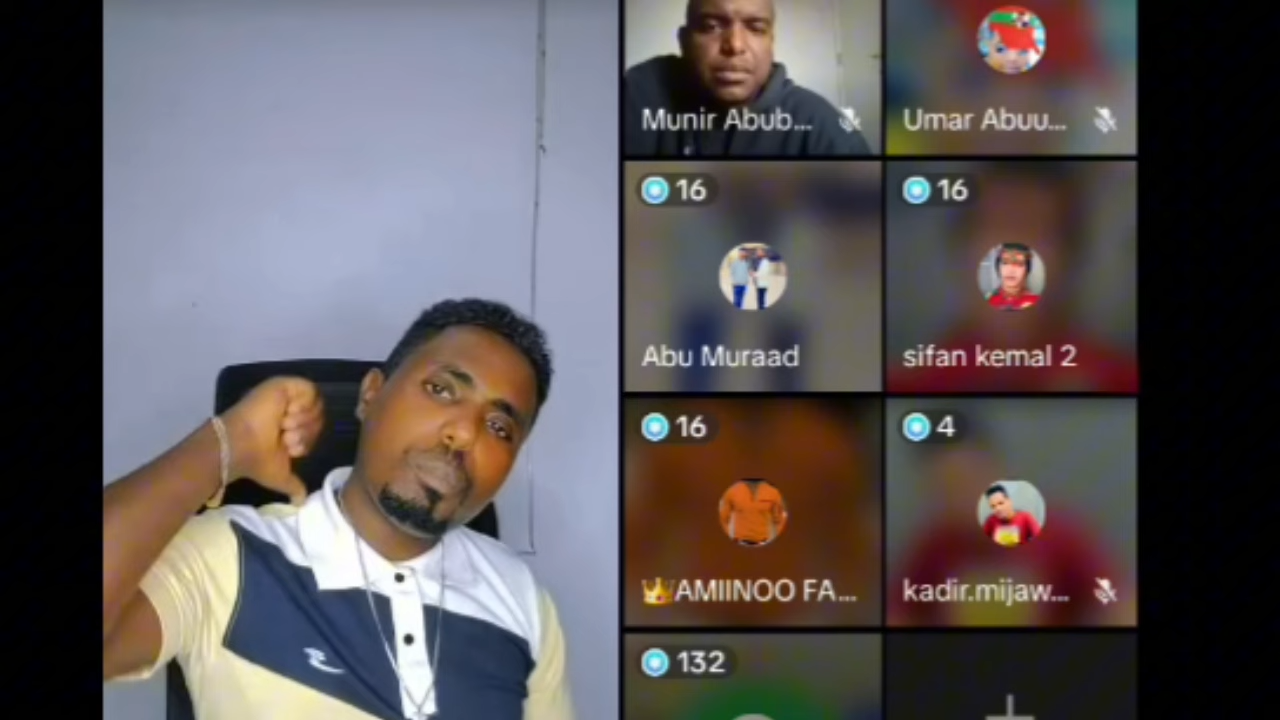 Munir Abub...
Umar Abuu...
16
16
Abu Muraad
sifan kemal 2
16
4
👑AMIINOO FA...
kadir.mijaw...
132